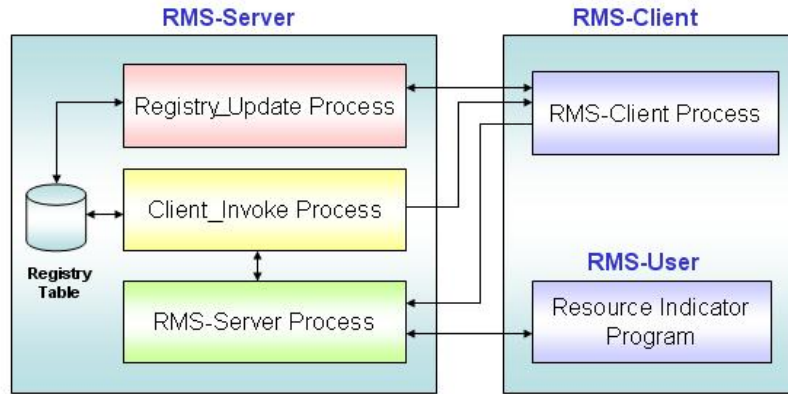 RMS-Server
RMS-Client
Registry_Update Process
RMS-Client Process
Client_Invoke Process
Registry
Table
RMS-Server Process
RMS-User
Resource Indicator
Program